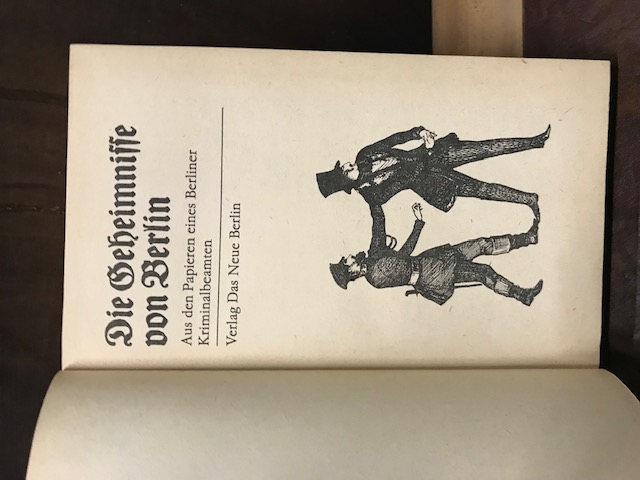 Die Geheimnisse
von Berlin
Aus den Papieren eines Berliner
Kriminalbeamten
Verlag Das Neue Berlin